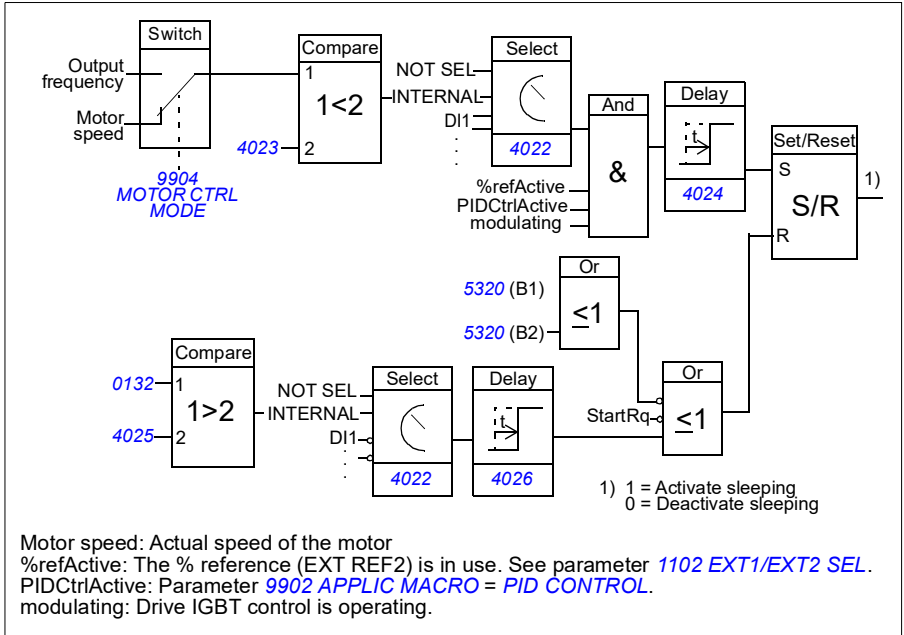 Switch
Output
frequency
Motor
speed
9904
MOTOR CTRL
MODE
Compare
1
1<2
4023
2
Select
NOT SEL
INTERNAL
DI1
.
.
.
4022
And
&
%refActive
PIDCtrlActive
modulating
Delay
t
4024
Set/Reset
S
S/R
R
1)
Or
5320 (B1)
<1
5320 (B2)
Compare
0132
1
1>2
4025
2
Select
NOT SEL
INTERNAL
DI1
.
.
.
4022
Delay
t
4026
Or
StartRq
<1
1) 1 = Activate sleeping
0 = Deactivate sleeping
Motor speed: Actual speed of the motor
%refActive: The % reference (EXT REF2) is in use. See parameter 1102 EXT1/EXT2 SEL.
PIDCtrlActive: Parameter 9902 APPLIC MACRO = PID CONTROL.
modulating: Drive IGBT control is operating.